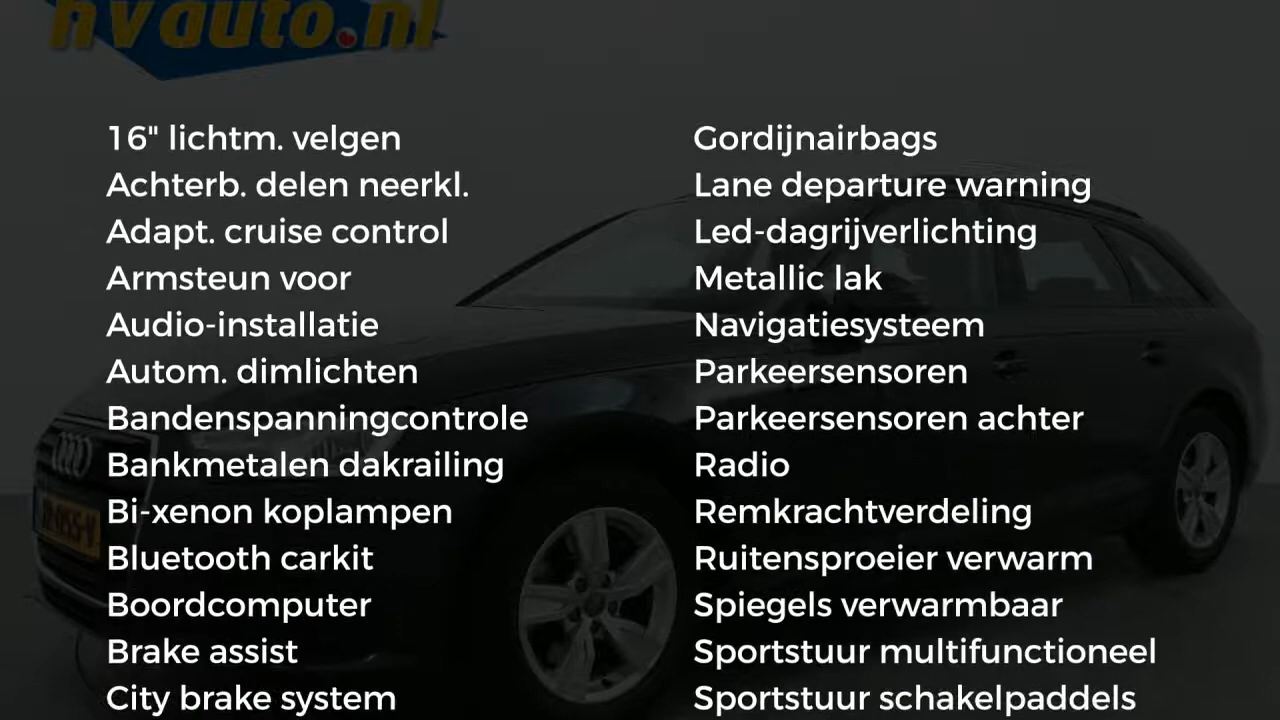 hvauto.nl
16" lichtm. velgen
Achterb. delen neerkl.
Adapt. cruise control
Armsteun voor
Audio-installatie
Autom. dimlichten
Bandenspanningcontrole
Bankmetalen dakrailing
Bi-xenon koplampen
Bluetooth carkit
Boordcomputer
Brake assist
City brake system
Gordijnairbags
Lane departure warning
Led-dagrijverlichting
Metallic lak
Navigatiesysteem
Parkeersensoren
Parkeersensoren achter
Radio
Remkrachtverdeling
Ruitensproeier verwarm
Spiegels verwarmbaar
Sportstuur multifunctioneel
Sportstuur schakelpaddels